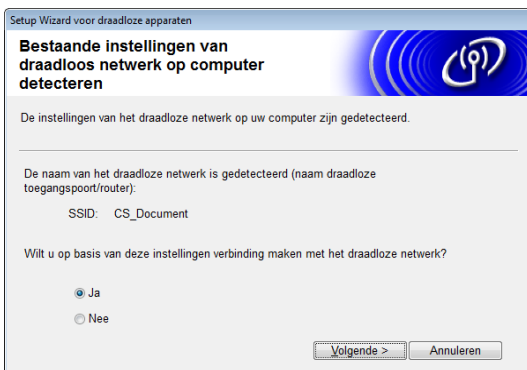 Setup Wizard voor draadloze apparaten
Bestaande instellingen van
draadloos netwerk op computer
detecteren
De instellingen van het draadloze netwerk op uw computer zijn gedetecteerd.
De naam van het draadloze netwerk is gedetecteerd (naam draadloze
toegangspoort/router):
SSID: CS_Document
Wilt u op basis van deze instellingen verbinding maken met het draadloze netwerk?
Ja
Nee
Volgende >
Annuleren